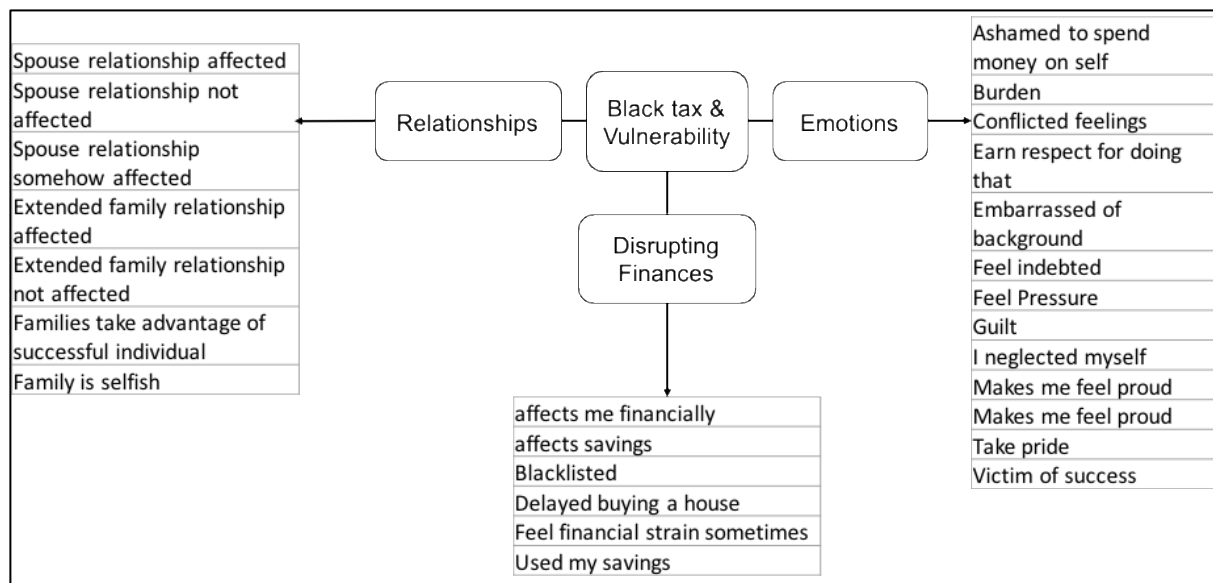 Spouse relationship affected
Spouse relationship not
affected
Spouse relationship
somehow affected
Extended family relationship
affected
Extended family relationship
not affected
Families take advantage of
successful individual
Family is selfish
Relationships
Black tax &
Vulnerability
Emotions
Disrupting
Finances
affects me financially
affects savings
Blacklisted
Delayed buying a house
Feel financial strain sometimes
Used my savings
Ashamed to spend
money on self
Burden
Conflicted feelings
Earn respect for doing
that
Embarrassed of
background
Feel indebted
Feel Pressure
Guilt
I neglected myself
Makes me feel proud
Makes me feel proud
Take pride
Victim of success